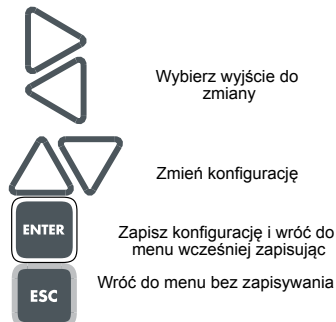 Wybierz wyjście do
zmiany
Zmień konfigurację
ENTER
Zapisz konfigurację i wróć do
menu wcześniej zapisując
ESC
Wróć do menu bez zapisywania